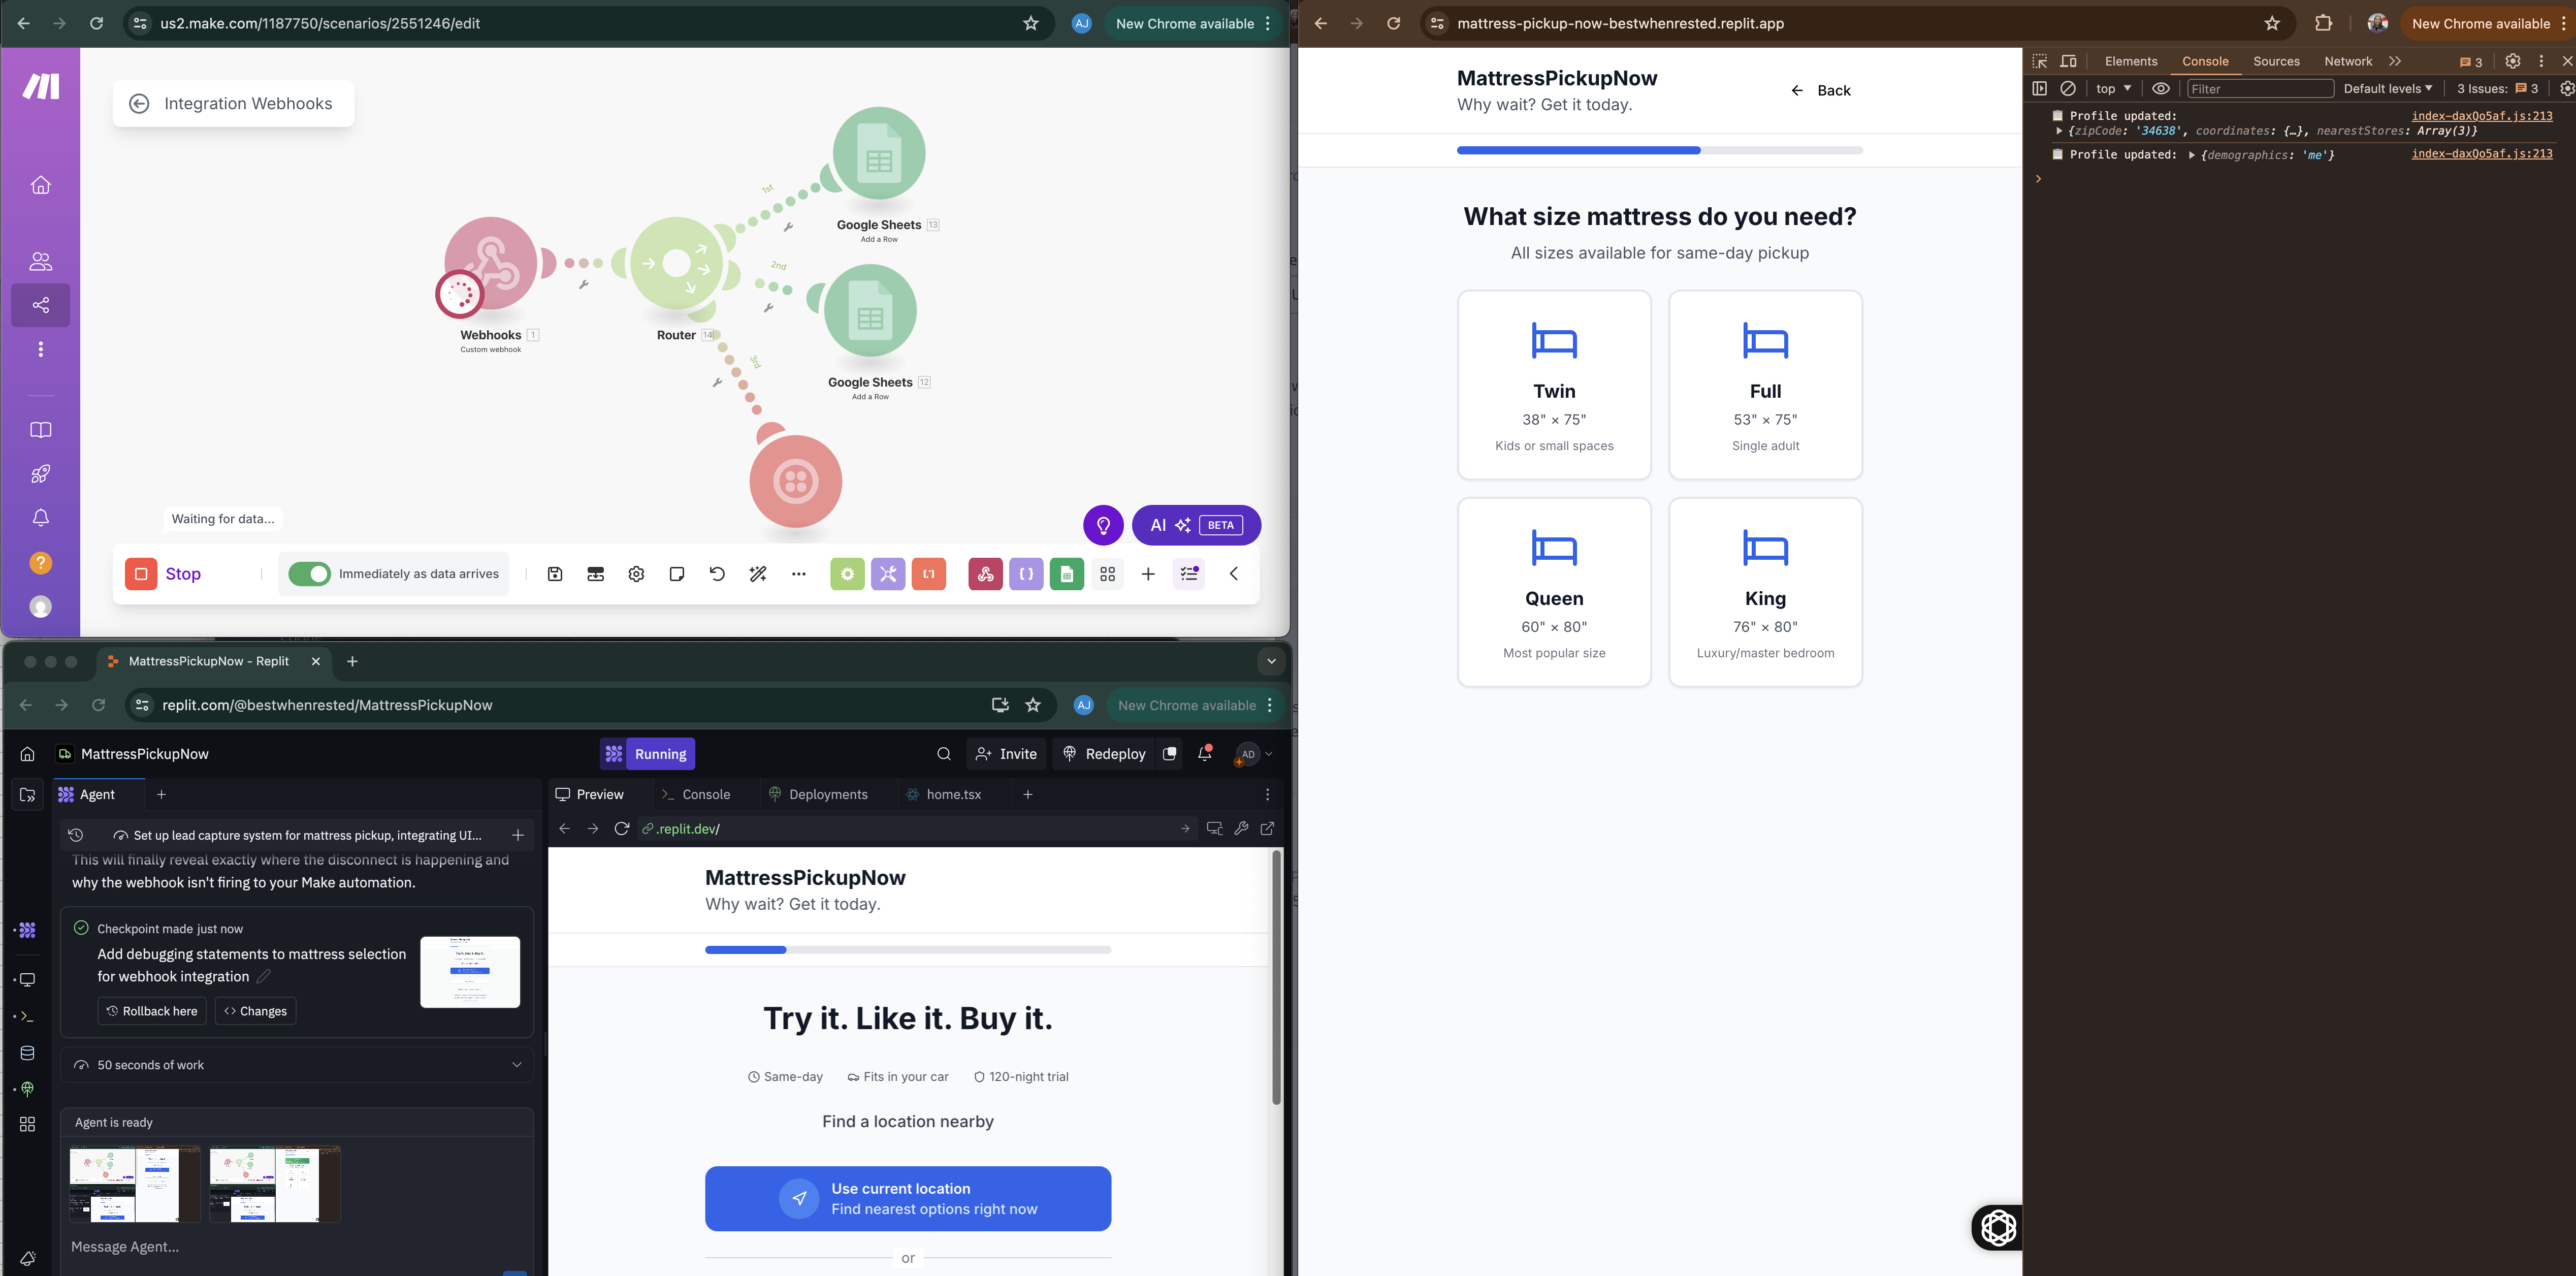 us2.make.com/1187750/scenarios/2551246/edit
AJ
New Chrome available
Integration Webhooks
1st
Google Sheets 13
Add a Row
2nd
Webhooks 1
Custom webhook
Router 14
3rd
Google Sheets 12
Add a Row
Waiting for data...
AI BETA
Stop
Immediately as data arrives
?
MattressPickupNow - Replit
replit.com/@bestwhenrested/MattressPickupNow
AJ
New Chrome available
MattressPickupNow
Running
Invite
Redeploy
AD
Agent
Preview
Console
Deployments
home.tsx
Set up lead capture system for mattress pickup, integrating UI...
.replit.dev/
This will finally reveal exactly where the disconnect is happening and
why the webhook isn't firing to your Make automation.
Checkpoint made just now
Add debugging statements to mattress selection
for webhook integration
Rollback here
Changes
50 seconds of work
Agent is ready
Message Agent...
MattressPickupNow
Why wait? Get it today.
Try it. Like it. Buy it.
Same-day
Fits in your car
120-night trial
Find a location nearby
Use current location
Find nearest options right now
or
mattress-pickup-now-bestwhenrested.replit.app
New Chrome available
MattressPickupNow
Why wait? Get it today.
Back
What size mattress do you need?
All sizes available for same-day pickup
Twin
38" × 75"
Kids or small spaces
Full
53" × 75"
Single adult
Queen
60" × 80"
Most popular size
King
76" × 80"
Luxury/master bedroom
Elements
Console
Sources
Network
3
top
Filter
Default levels
3 Issues: 3
Profile updated: index-daxQo5af.js:213
{zipCode: '34638', coordinates: {…}, nearestStores: Array(3)}
Profile updated: {demographics: 'me'} index-daxQo5af.js:213